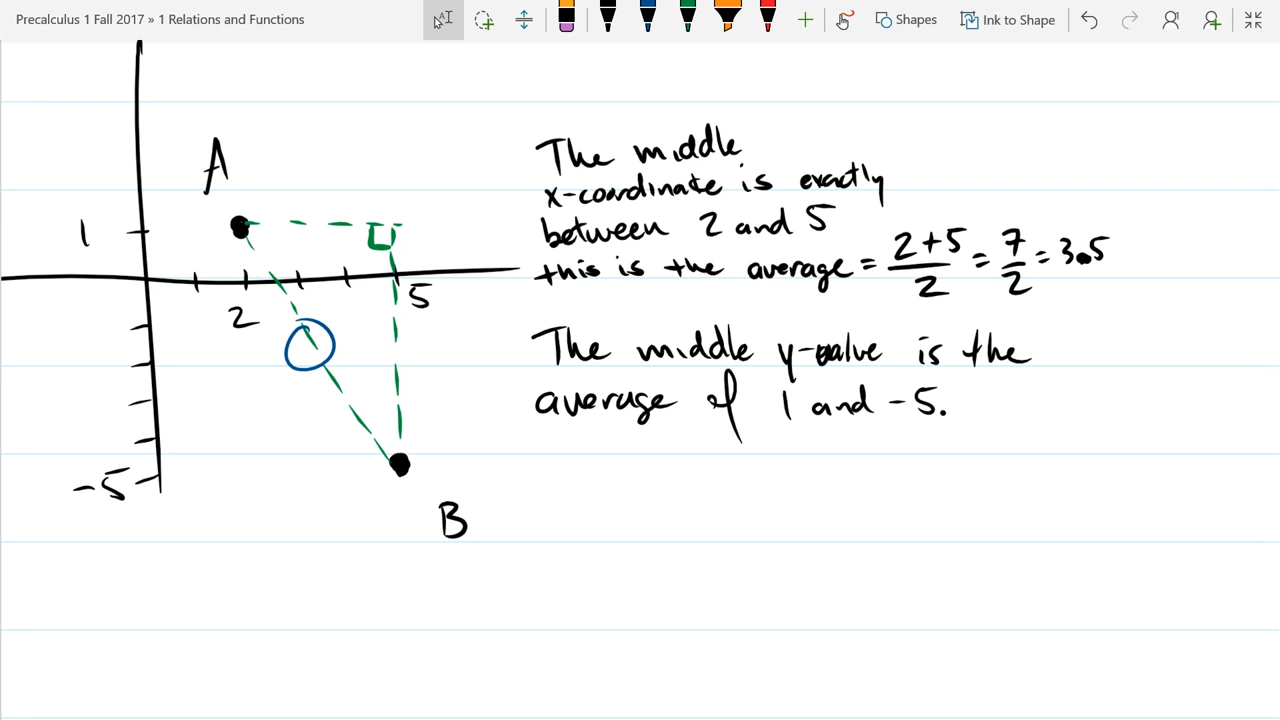 Precalculus 1 Fall 2017 » 1 Relations and Functions
Shapes
Ink to Shape
A
1
2
5
-5
B
The middle
x-coordinate is exactly
between 2 and 5
this is the average = (2+5)/2 = 7/2 = 3.5
The middle y-value is the
average of 1 and -5.